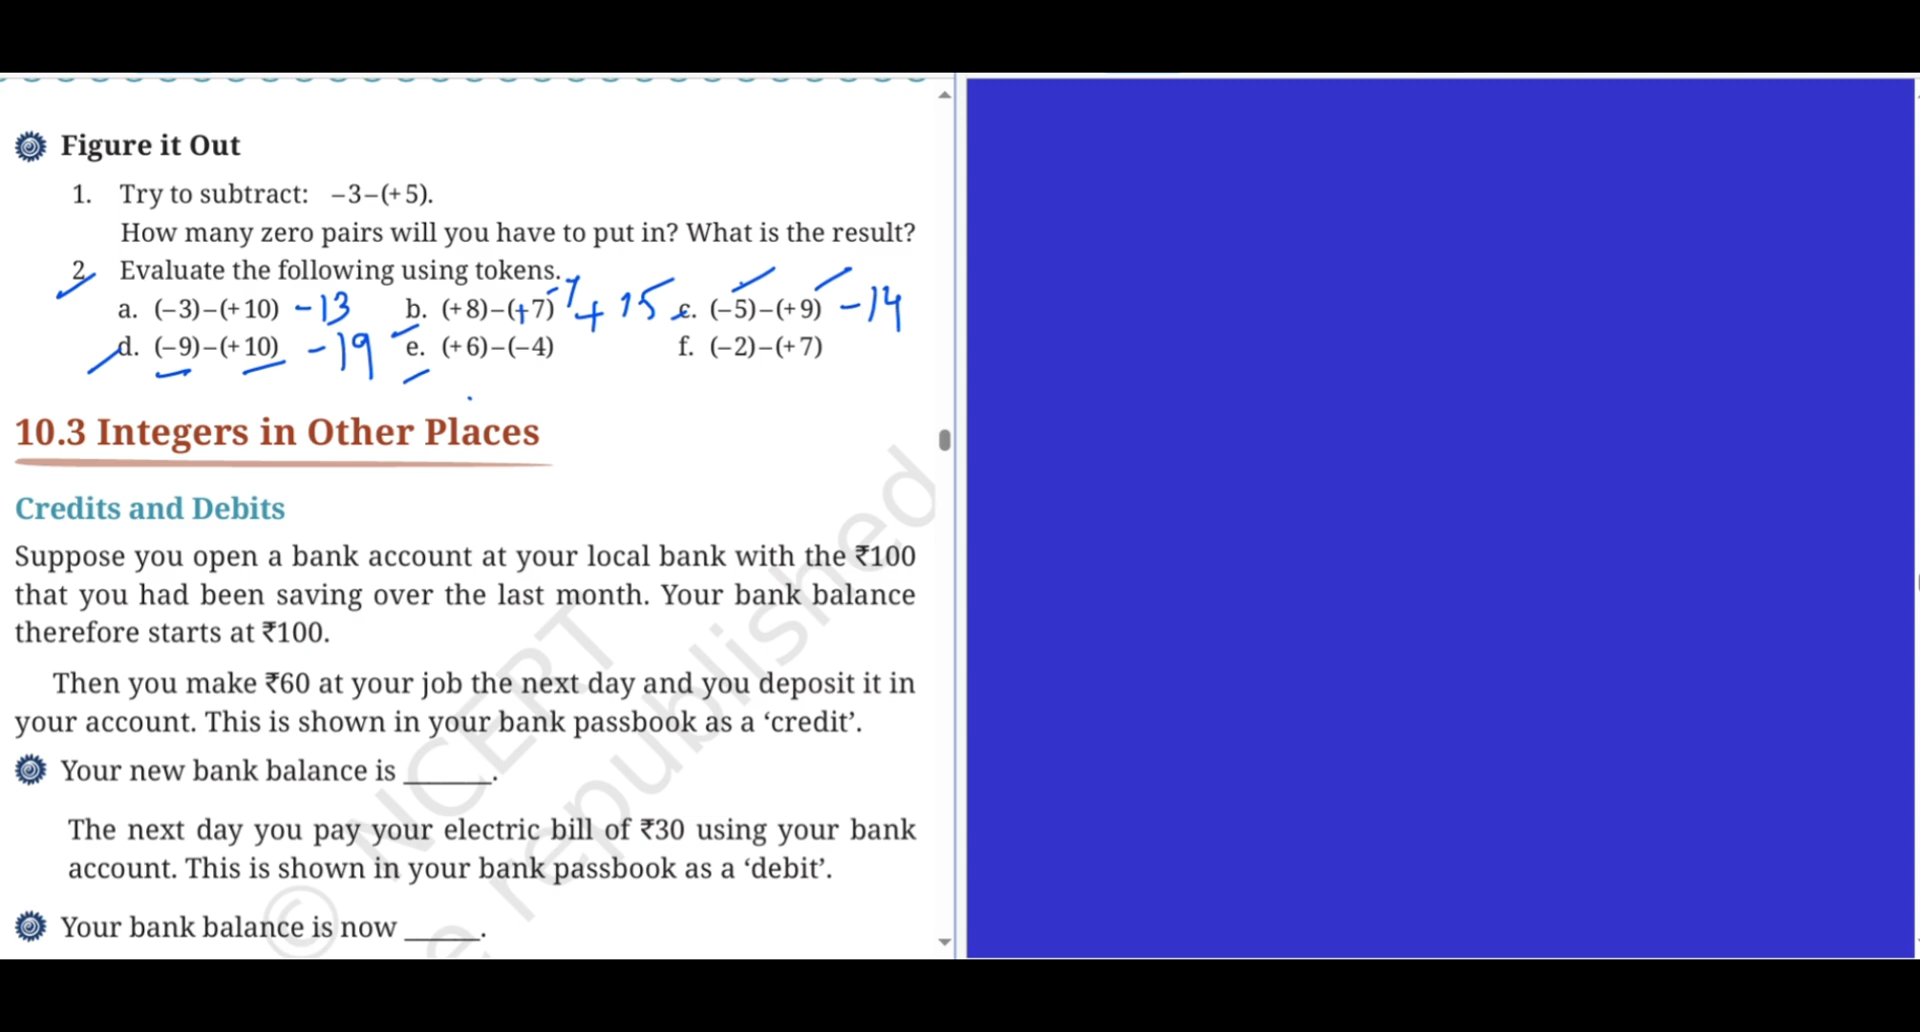 Figure it Out
1. Try to subtract: –3–(+5).
How many zero pairs will you have to put in? What is the result?
2. Evaluate the following using tokens.
a. (–3)–(+10) -13 b. (+8)–(+7) -7 +15 c. (–5)–(+9) -14
d. (–9)–(+10) -19 e. (+6)–(–4) f. (–2)–(+7)
10.3 Integers in Other Places
Credits and Debits
Suppose you open a bank account at your local bank with the ₹100
that you had been saving over the last month. Your bank balance
therefore starts at ₹100.
Then you make ₹60 at your job the next day and you deposit it in
your account. This is shown in your bank passbook as a ‘credit’.
Your new bank balance is ______.
The next day you pay your electric bill of ₹30 using your bank
account. This is shown in your bank passbook as a ‘debit’.
Your bank balance is now _____.
© NCERT
republished